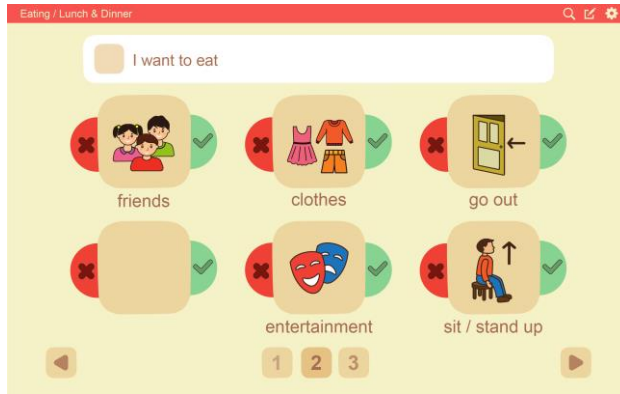 Eating / Lunch & Dinner
I want to eat
friends
clothes
go out
entertainment
sit / stand up
1 2 3